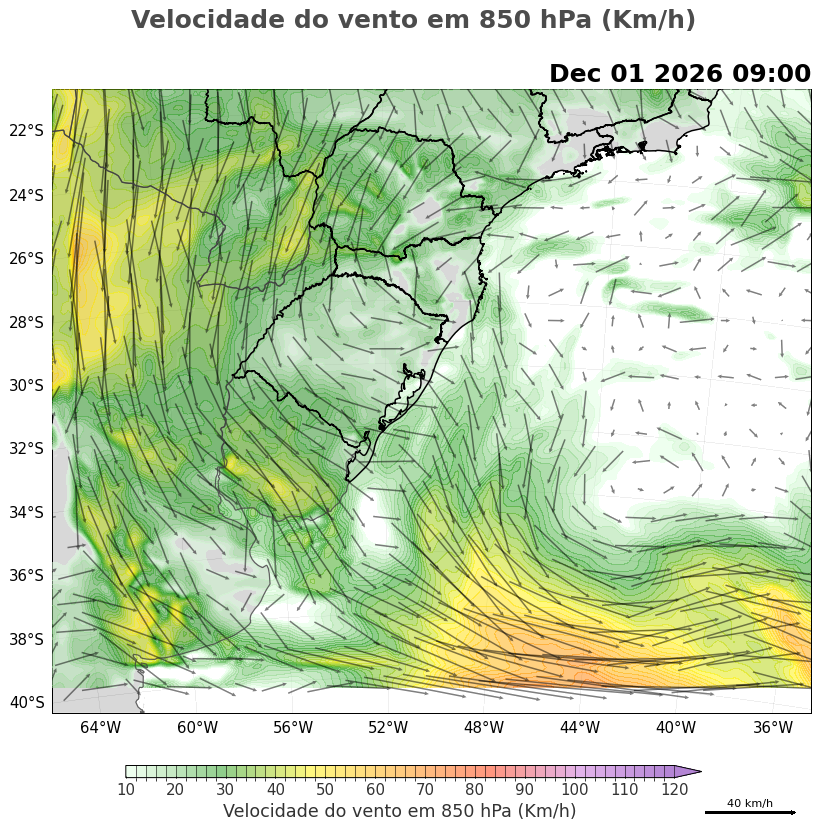 Velocidade do vento em 850 hPa (Km/h)
Dec 01 2026 09:00
22°S
24°S
26°S
28°S
30°S
32°S
34°S
36°S
38°S
40°S
64°W 60°W 56°W 52°W 48°W 44°W 40°W 36°W
10 20 30 40 50 60 70 80 90 100 110 120
40 km/h
Velocidade do vento em 850 hPa (Km/h)